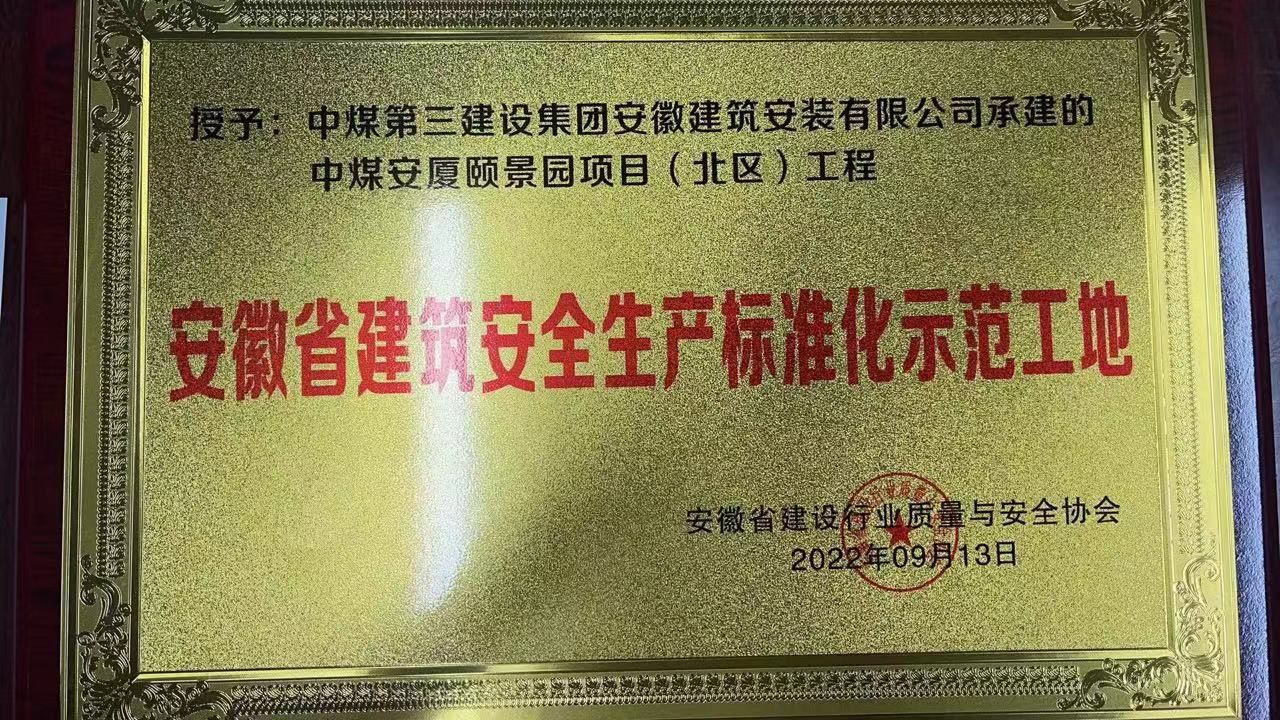 授予：中煤第三建设集团安徽建筑安装有限公司承建的
中煤安厦颐景园项目（北区）工程
安徽省建筑安全生产标准化示范工地
安徽省建设行业质量与安全协会
2022年09月13日